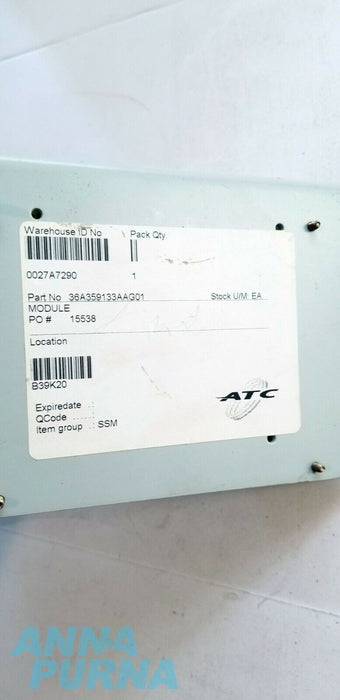 Warehouse ID No Pack Qty
0027A7290 1
Part No 36A359133AAG01 Stock U/M: EA
MODULE
PO # 15538
Location
B39K20
ATC
Expiredate :
QCode :
Item group : SSM
ANNA
PURNA